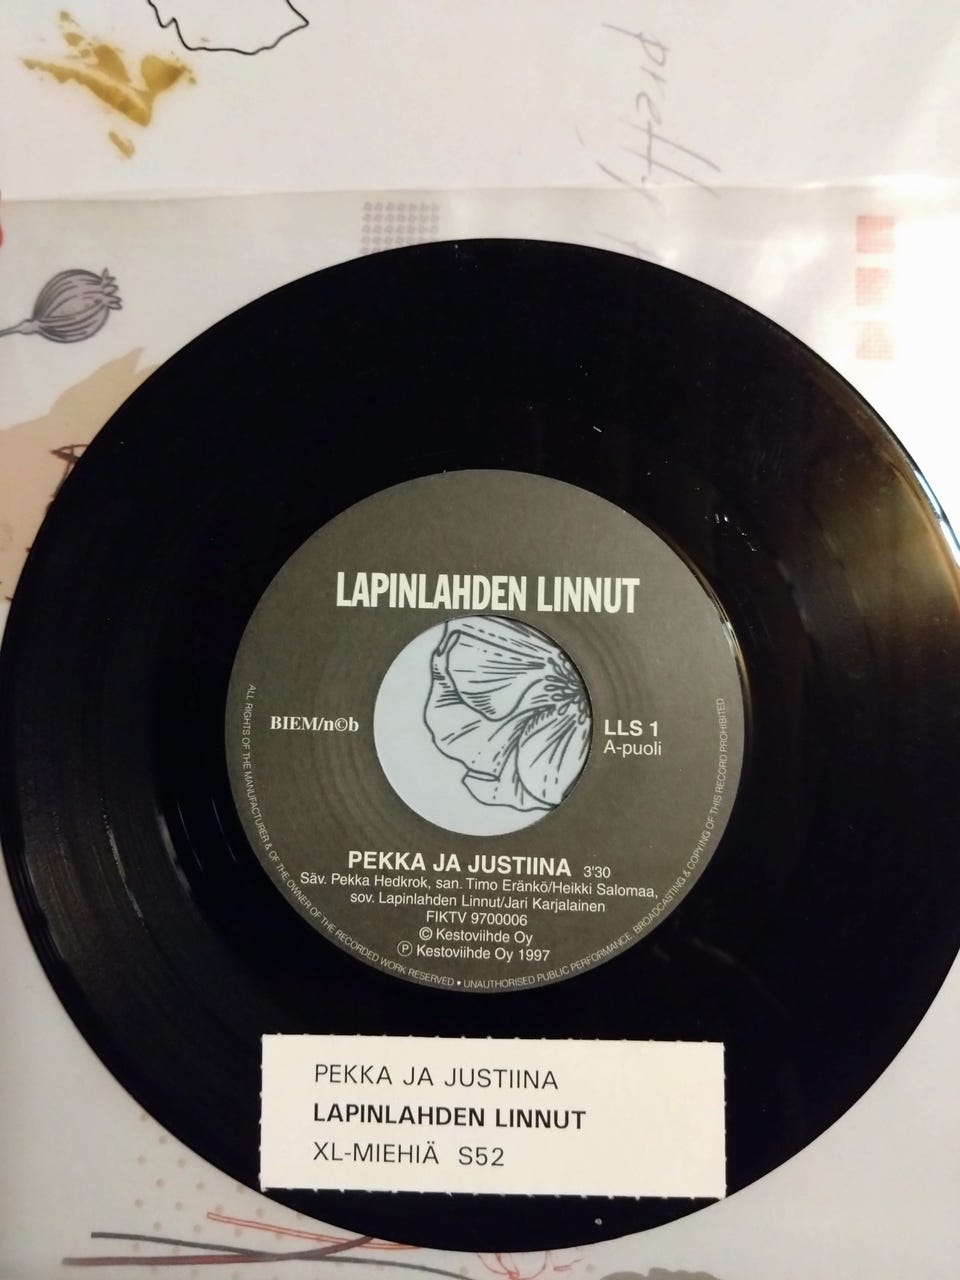 pretty
LAPINLAHDEN LINNUT
BIEM/n©b
LLS 1
A-puoli
PEKKA JA JUSTIINA 3'30
Säv. Pekka Hedkrok, san. Timo Eränkö/Heikki Salomaa,
sov. Lapinlahden Linnut/Jari Karjalainen
FIKTV 9700006
© Kestoviihde Oy
℗ Kestoviihde Oy 1997
ALL RIGHTS OF THE MANUFACTURER & OF THE OWNER OF THE RECORDED WORK RESERVED • UNAUTHORISED PUBLIC PERFORMANCE, BROADCASTING & COPYING OF THIS RECORD PROHIBITED
PEKKA JA JUSTIINA
LAPINLAHDEN LINNUT
XL-MIEHIÄ S52